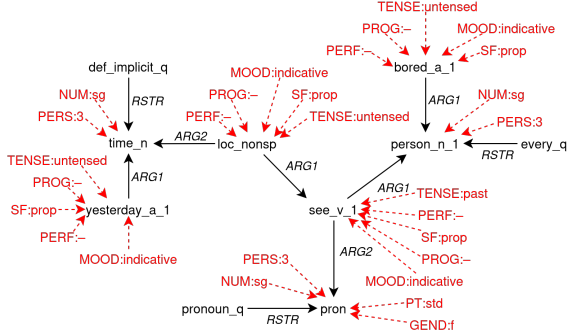 TENSE:untensed
PROG:–
MOOD:indicative
PERF:–
SF:prop
def_implicit_q
bored_a_1
MOOD:indicative
NUM:sg
RSTR
PROG:–
SF:prop
ARG1
NUM:sg
PERS:3
PERF:–
TENSE:untensed
PERS:3
time_n
ARG2
loc_nonsp
person_n_1
every_q
RSTR
TENSE:untensed
ARG1
ARG1
PROG:–
ARG1
TENSE:past
SF:prop
yesterday_a_1
see_v_1
PERF:–
PERF:–
SF:prop
MOOD:indicative
PERS:3
ARG2
PROG:–
NUM:sg
MOOD:indicative
pronoun_q
RSTR
pron
PT:std
GEND:f